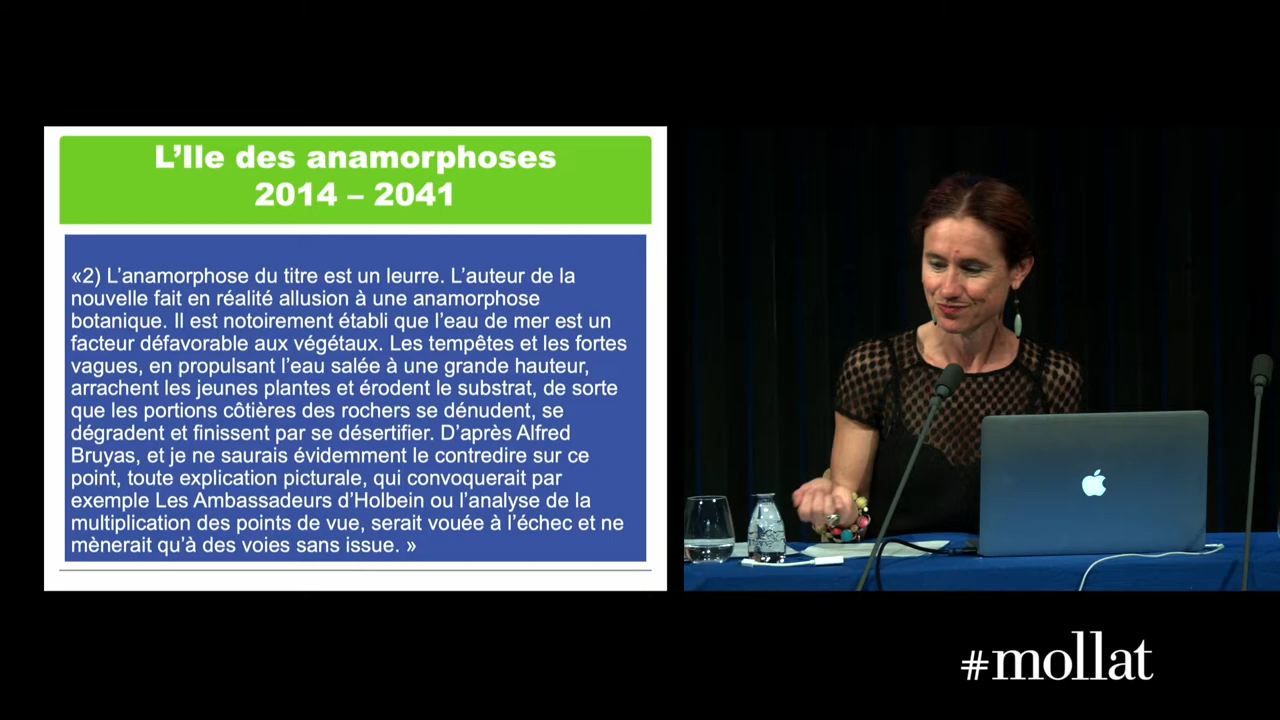 L’Ile des anamorphoses
2014 – 2041
«2) L’anamorphose du titre est un leurre. L’auteur de la
nouvelle fait en réalité allusion à une anamorphose
botanique. Il est notoirement établi que l’eau de mer est un
facteur défavorable aux végétaux. Les tempêtes et les fortes
vagues, en propulsant l’eau salée à une grande hauteur,
arrachent les jeunes plantes et érodent le substrat, de sorte
que les portions côtières des rochers se dénudent, se
dégradent et finissent par se désertifier. D’après Alfred
Bruyas, et je ne saurais évidemment le contredire sur ce
point, toute explication picturale, qui convoquerait par
exemple Les Ambassadeurs d’Holbein ou l’analyse de la
multiplication des points de vue, serait vouée à l’échec et ne
mènerait qu’à des voies sans issue. »
#mollat